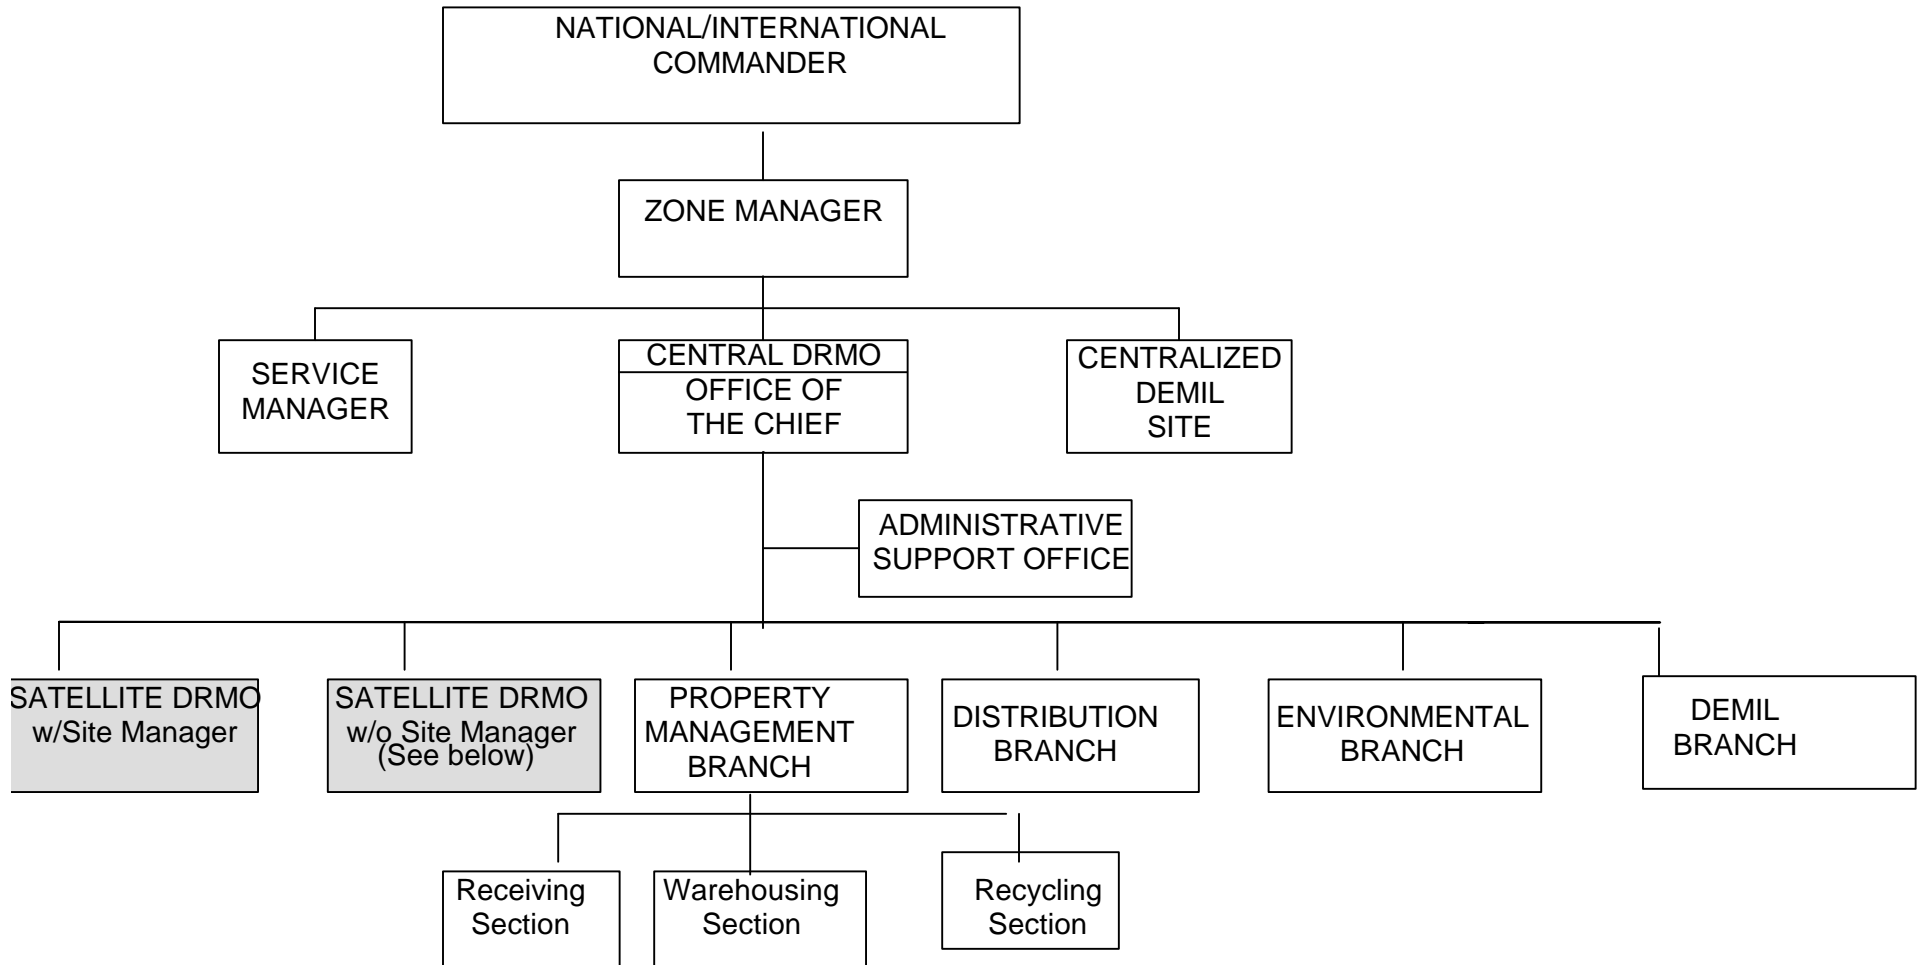 NATIONAL/INTERNATIONAL
COMMANDER
ZONE MANAGER
SERVICE
MANAGER
CENTRAL DRMO
OFFICE OF
THE CHIEF
CENTRALIZED
DEMIL
SITE
ADMINISTRATIVE
SUPPORT OFFICE
SATELLITE DRMO
w/Site Manager
SATELLITE DRMO
w/o Site Manager
(See below)
PROPERTY
MANAGEMENT
BRANCH
DISTRIBUTION
BRANCH
ENVIRONMENTAL
BRANCH
DEMIL
BRANCH
Receiving
Section
Warehousing
Section
Recycling
Section